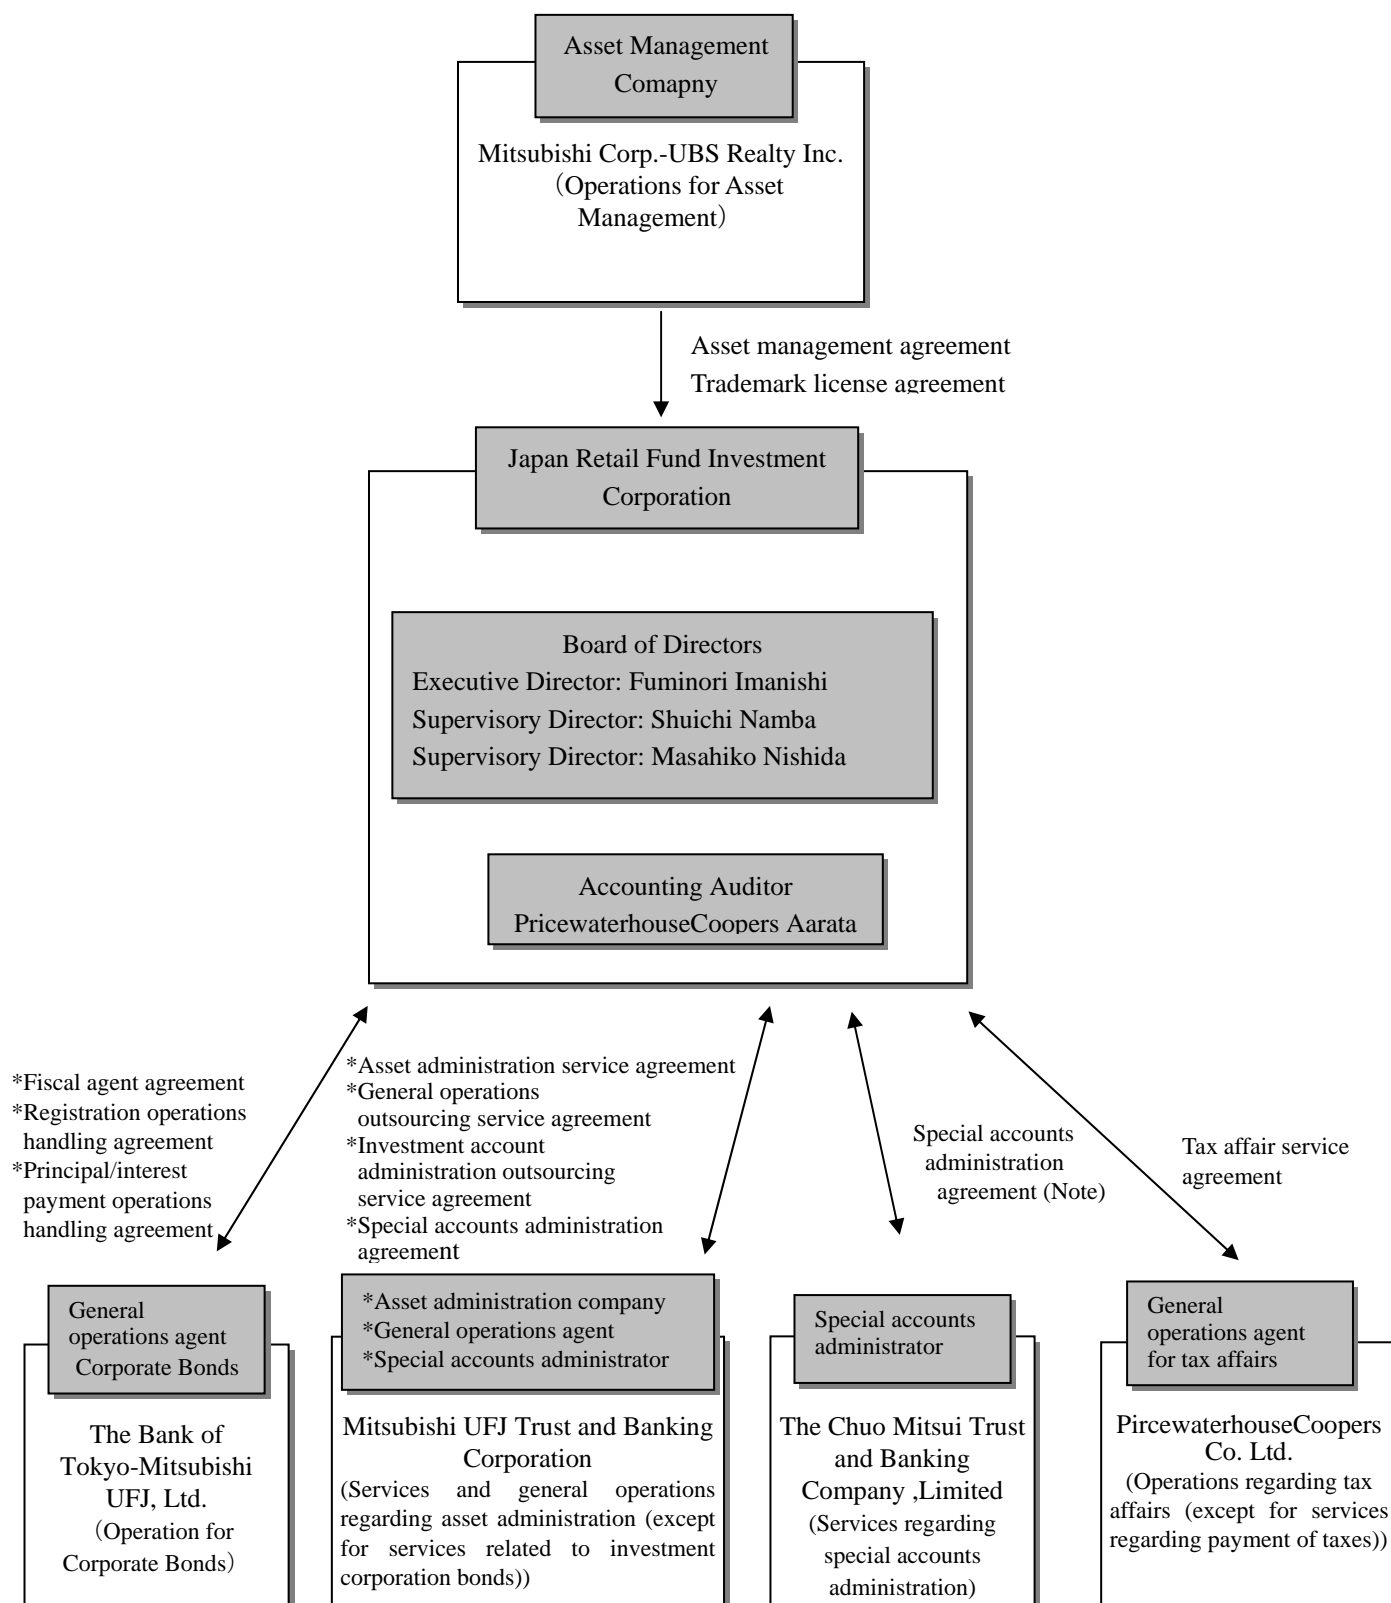 Asset Management
Comapny
Mitsubishi Corp.-UBS Realty Inc.
（Operations for Asset
Management）
Asset management agreement
Trademark license agreement
Japan Retail Fund Investment
Corporation
Board of Directors
Executive Director: Fuminori Imanishi
Supervisory Director: Shuichi Namba
Supervisory Director: Masahiko Nishida
Accounting Auditor
PricewaterhouseCoopers Aarata
*Fiscal agent agreement
*Registration operations
handling agreement
*Principal/interest
payment operations
handling agreement
*Asset administration service agreement
*General operations
outsourcing service agreement
*Investment account
administration outsourcing
service agreement
*Special accounts administration
agreement
Special accounts
administration
agreement (Note)
Tax affair service
agreement
General
operations agent
Corporate Bonds
The Bank of
Tokyo-Mitsubishi
UFJ, Ltd.
（Operation for
Corporate Bonds）
*Asset administration company
*General operations agent
*Special accounts administrator
Mitsubishi UFJ Trust and Banking
Corporation
(Services and general operations
regarding asset administration (except
for services related to investment
corporation bonds))
Special accounts
administrator
The Chuo Mitsui Trust
and Banking
Company ,Limited
(Services regarding
special accounts
administration)
General
operations agent
for tax affairs
PircewaterhouseCoopers
Co. Ltd.
(Operations regarding tax
affairs (except for services
regarding payment of taxes))